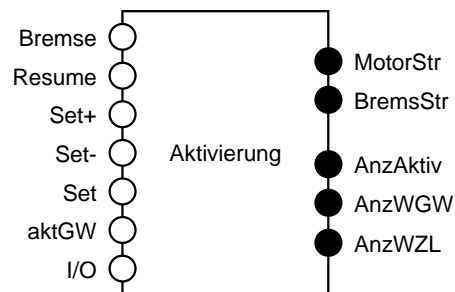 Bremse
Resume
Set+
Set-
Set
aktGW
I/O
Aktivierung
MotorStr
BremsStr
AnzAktiv
AnzWGW
AnzWZL